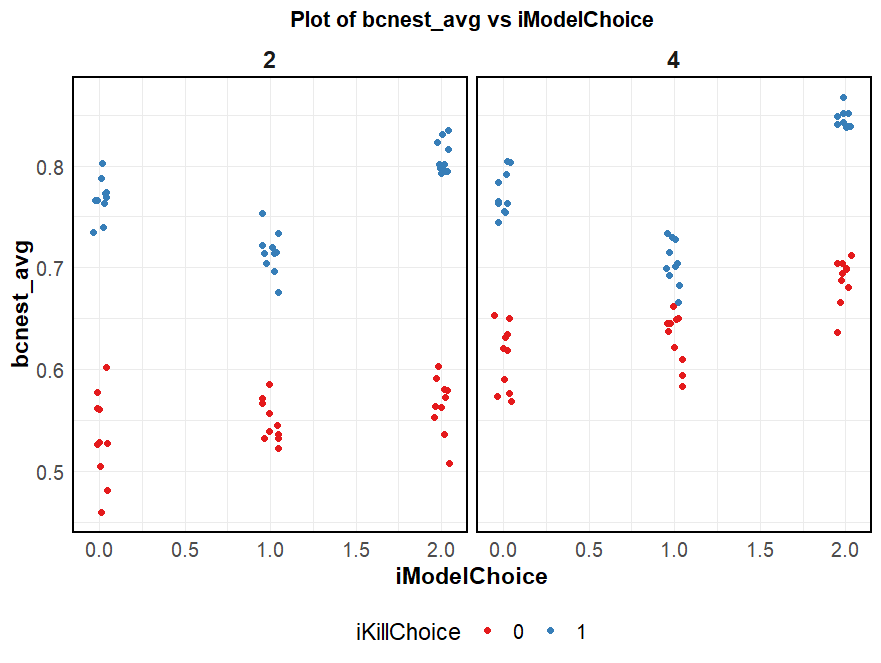 Plot of bcnest_avg vs iModelChoice
2 4
0.8
0.7
0.6
0.5
bcnest_avg
0.0 0.5 1.0 1.5 2.0 0.0 0.5 1.0 1.5 2.0
iModelChoice
iKillChoice 0 1